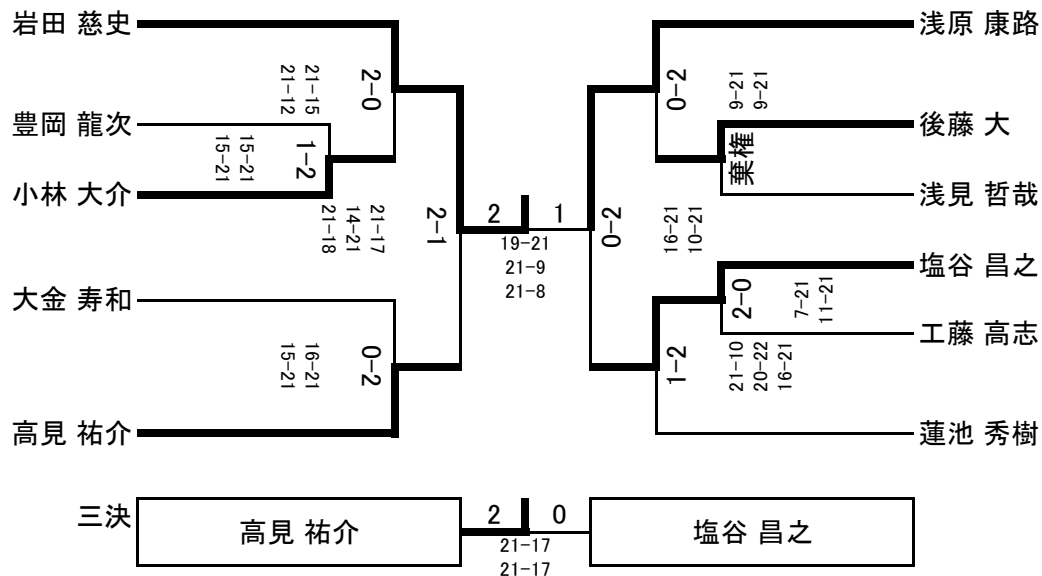 岩田 慈史
豊岡 龍次
小林 大介
大金 寿和
高見 祐介
2-0
21-15
21-12
1-2
15-21
15-21
2-1
21-17
14-21
21-18
0-2
16-21
15-21
2 1
19-21
21-9
21-8
浅原 康路
後藤 大
浅見 哲哉
塩谷 昌之
工藤 高志
蓮池 秀樹
0-2
9-21
9-21
棄権
0-2
16-21
10-21
2-0
7-21
11-21
1-2
21-10
20-22
16-21
三決
高見 祐介
2 0
21-17
21-17
塩谷 昌之